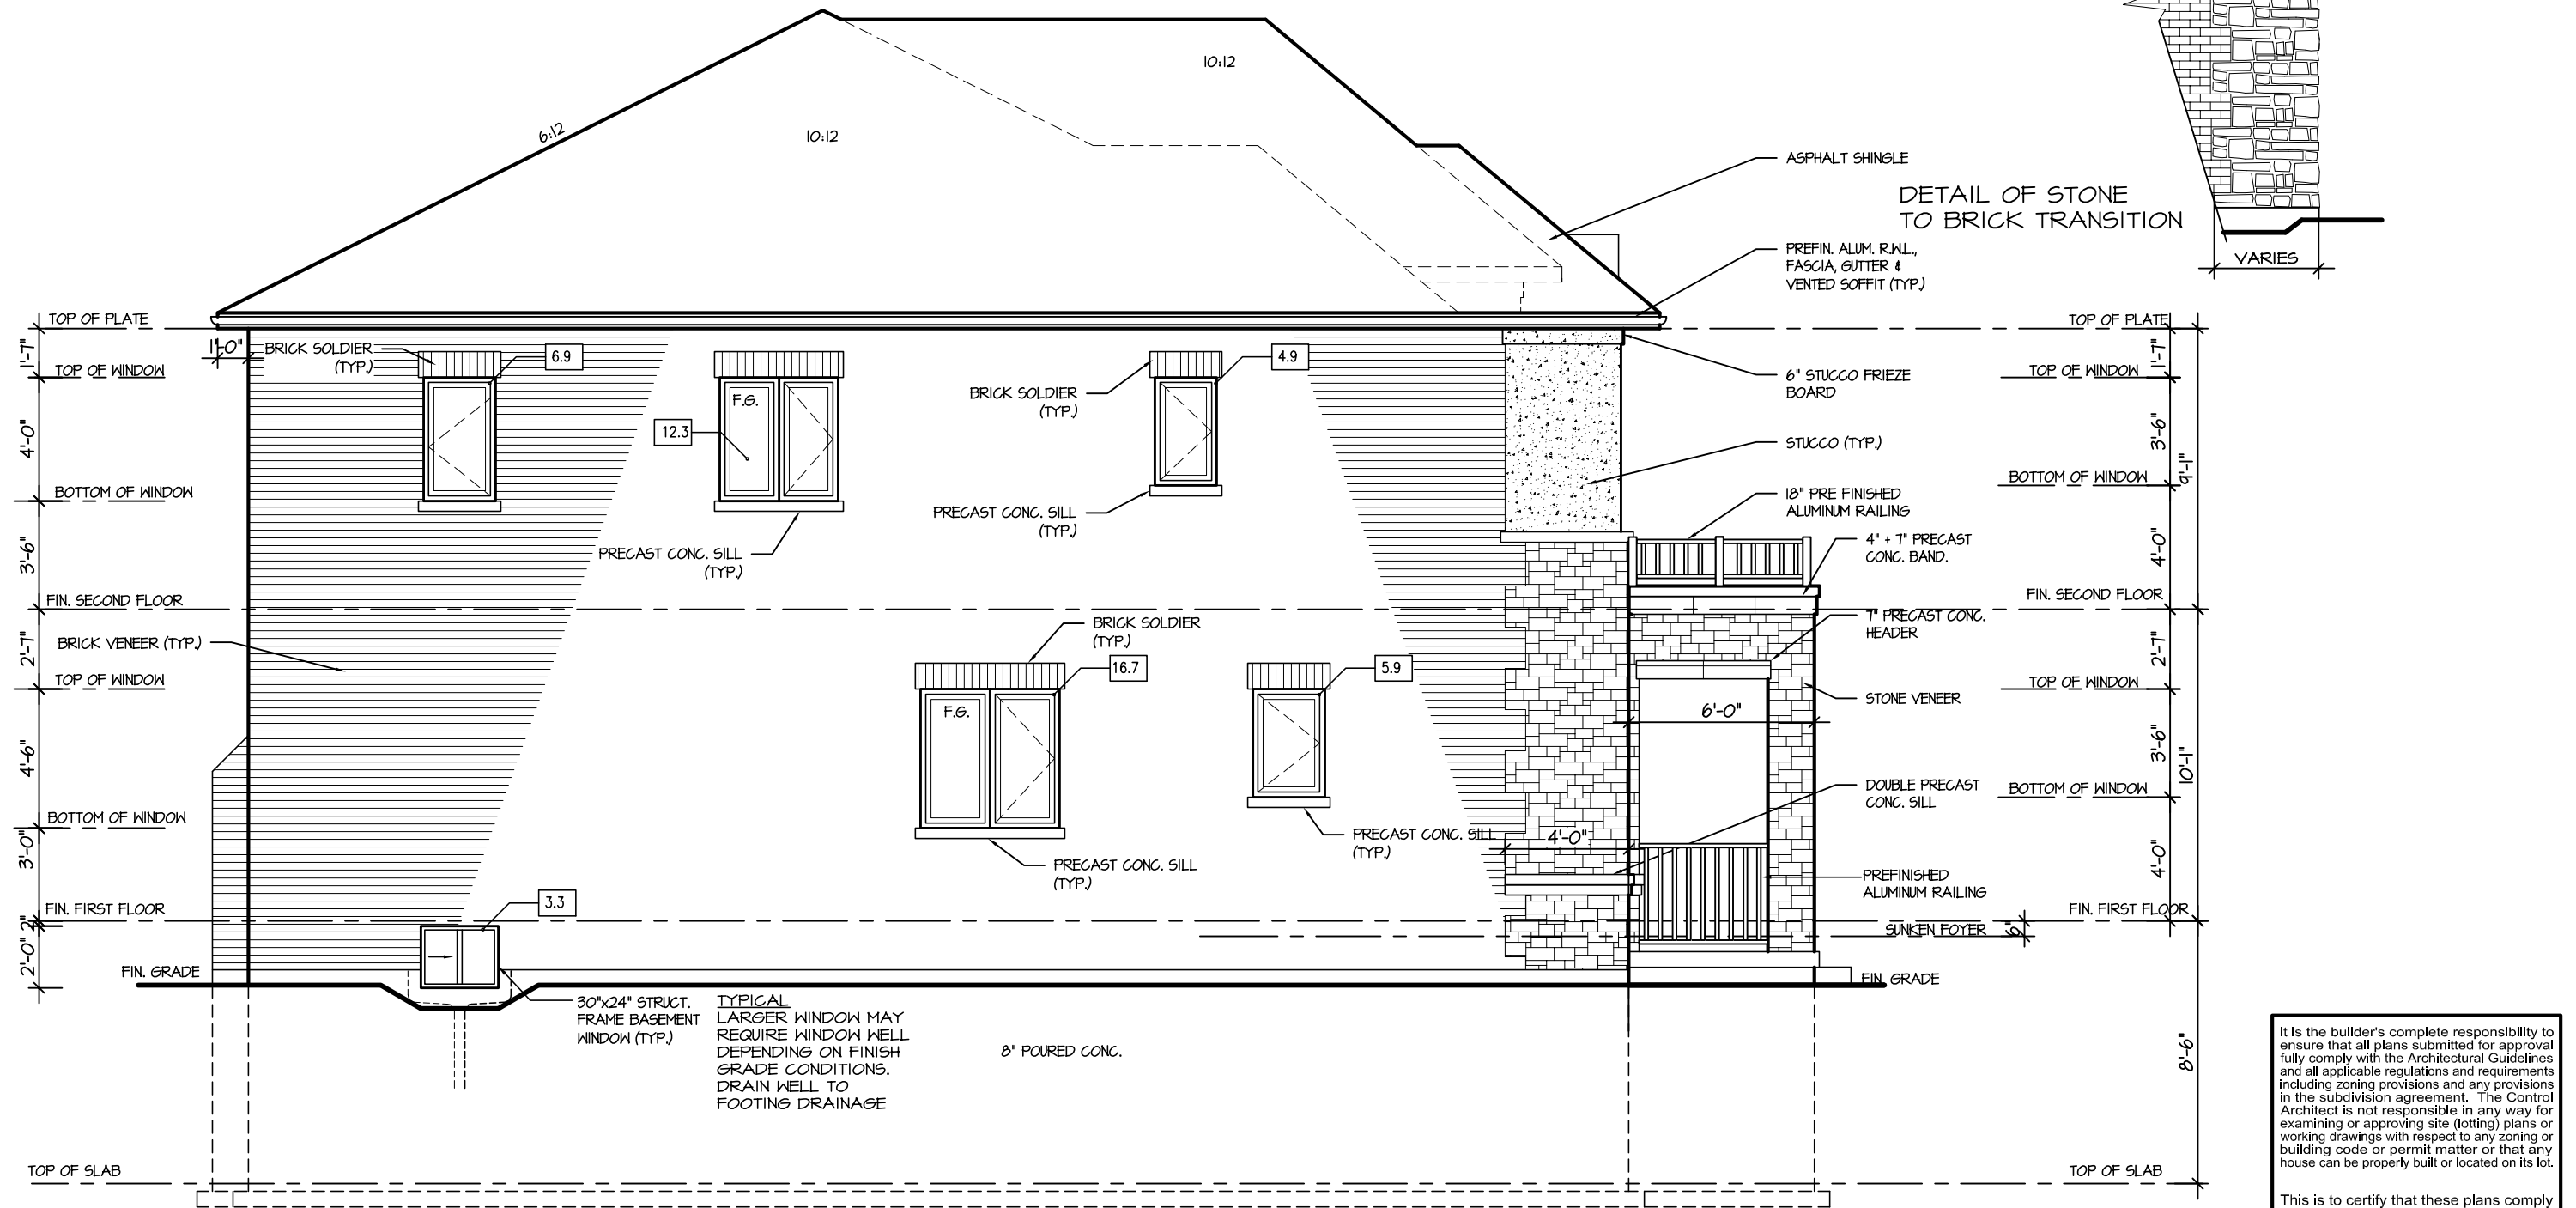 10:12
6:12
10:12
ASPHALT SHINGLE
DETAIL OF STONE
TO BRICK TRANSITION
VARIES
PREFIN. ALUM. R.W.L.,
FASCIA, GUTTER &
VENTED SOFFIT (TYP.)
TOP OF PLATE
1'-7"
1'-0"
BRICK SOLDIER
(TYP.)
6.9
TOP OF WINDOW
4'-0"
F.G.
12.3
BRICK SOLDIER
(TYP.)
4.9
6" STUCCO FRIEZE
BOARD
TOP OF PLATE
1'-7"
TOP OF WINDOW
3'-6"
9'-1"
STUCCO (TYP.)
BOTTOM OF WINDOW
BOTTOM OF WINDOW
3'-6"
PRECAST CONC. SILL
(TYP.)
PRECAST CONC. SILL
(TYP.)
18" PRE FINISHED
ALUMINUM RAILING
4" + 7" PRECAST
CONC. BAND.
4'-0"
FIN. SECOND FLOOR
FIN. SECOND FLOOR
BRICK VENEER (TYP.)
2'-7"
TOP OF WINDOW
BRICK SOLDIER
(TYP.)
16.7
5.9
7" PRECAST CONC.
HEADER
2'-7"
TOP OF WINDOW
STONE VENEER
6'-0"
F.G.
4'-6"
3'-6"
10'-1"
DOUBLE PRECAST
CONC. SILL
BOTTOM OF WINDOW
BOTTOM OF WINDOW
3'-0"
PRECAST CONC. SILL
(TYP.)
4'-0"
PRECAST CONC. SILL
(TYP.)
4'-0"
PREFINISHED
ALUMINUM RAILING
FIN. FIRST FLOOR
3.3
FIN. FIRST FLOOR
2"
SUNKEN FOYER
6"
2'-0"
FIN. GRADE
FIN. GRADE
30"x24" STRUCT.
FRAME BASEMENT
WINDOW (TYP.)
TYPICAL
LARGER WINDOW MAY
REQUIRE WINDOW WELL
DEPENDING ON FINISH
GRADE CONDITIONS.
DRAIN WELL TO
FOOTING DRAINAGE
8" POURED CONC.
8'-6"
TOP OF SLAB
TOP OF SLAB
It is the builder's complete responsibility to
ensure that all plans submitted for approval
fully comply with the Architectural Guidelines
and all applicable regulations and requirements
including zoning provisions and any provisions
in the subdivision agreement. The Control
Architect is not responsible in any way for
examining or approving site (lotting) plans or
working drawings with respect to any zoning or
building code or permit matter or that any
house can be properly built or located on its lot.
This is to certify that these plans comply